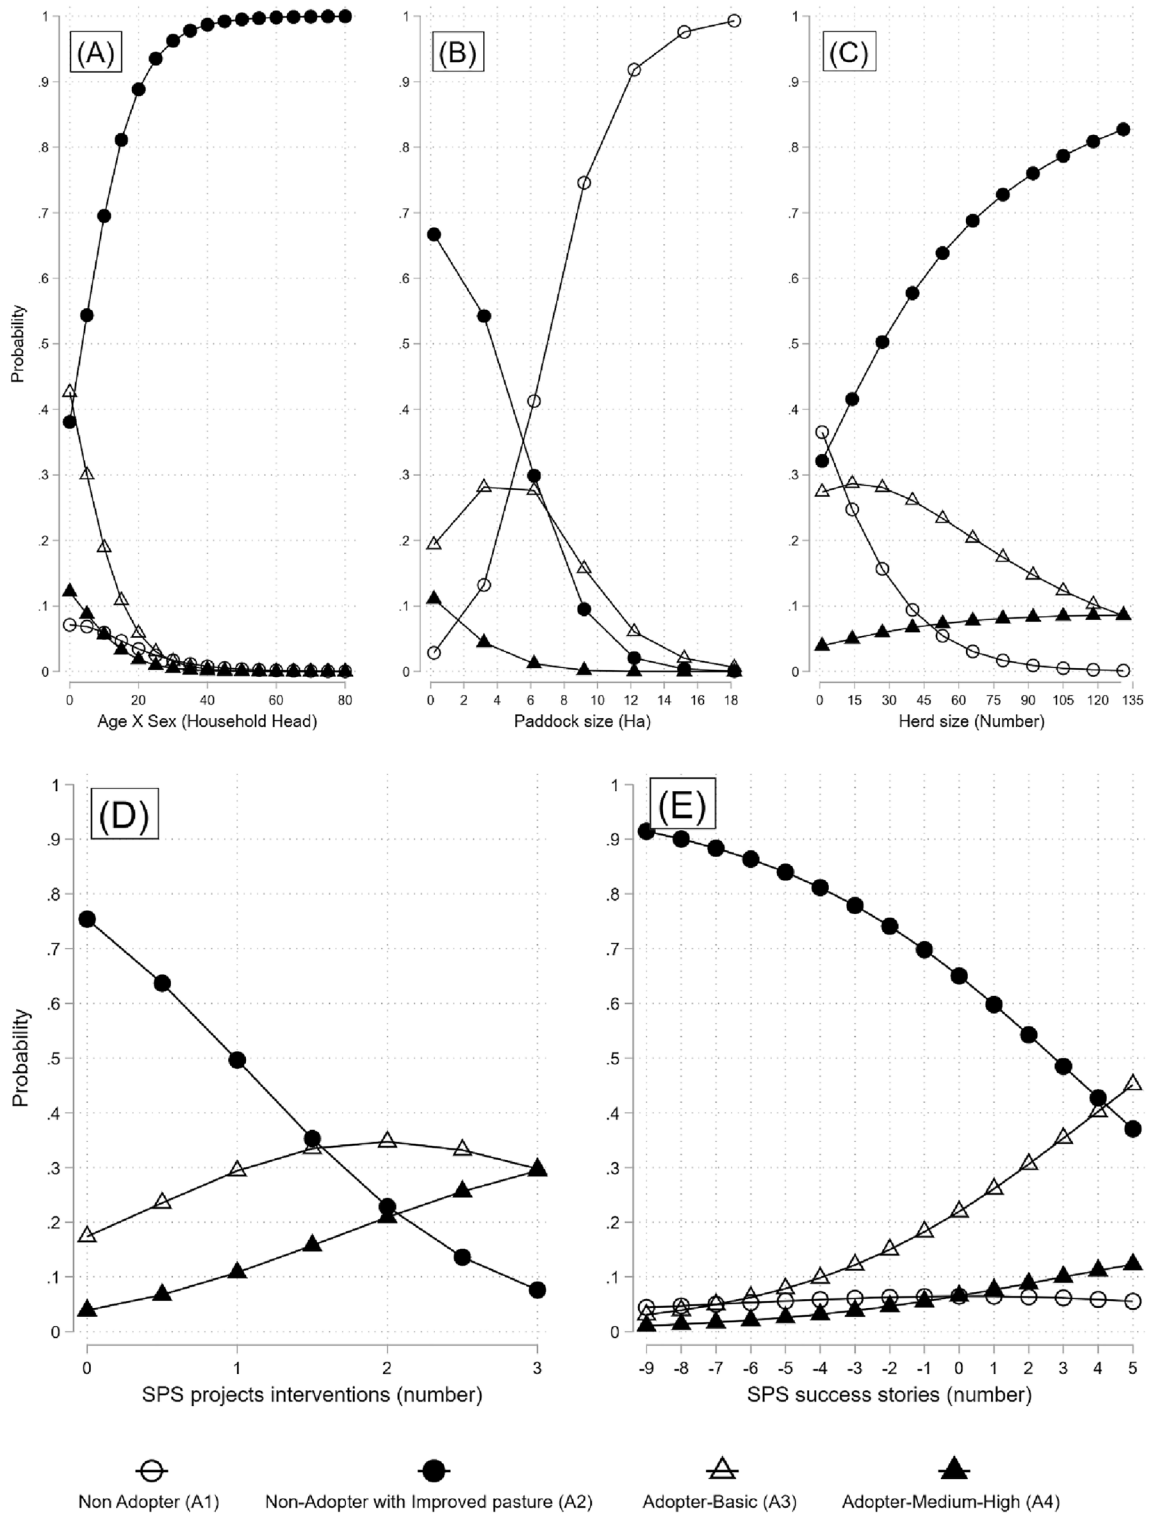 (A)
(B)
(C)
Probability
1
.9
.8
.7
.6
.5
.4
.3
.2
.1
0
0 20 40 60 80
Age X Sex (Household Head)
1
.9
.8
.7
.6
.5
.4
.3
.2
.1
0
0 2 4 6 8 10 12 14 16 18
Paddock size (Ha)
1
.9
.8
.7
.6
.5
.4
.3
.2
.1
0
0 15 30 45 60 75 90 105 120 135
Herd size (Number)
(D)
(E)
Probability
1
.9
.8
.7
.6
.5
.4
.3
.2
.1
0
0 1 2 3
SPS projects interventions (number)
1
.9
.8
.7
.6
.5
.4
.3
.2
.1
0
-9 -8 -7 -6 -5 -4 -3 -2 -1 0 1 2 3 4 5
SPS success stories (number)
Non Adopter (A1)
Non-Adopter with Improved pasture (A2)
Adopter-Basic (A3)
Adopter-Medium-High (A4)